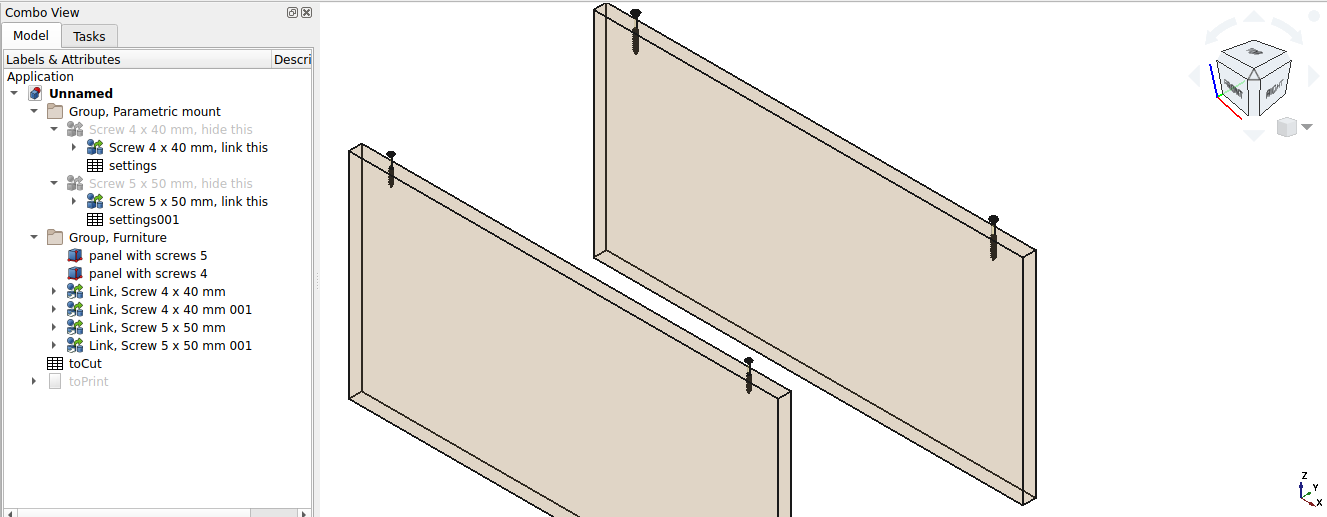 Combo View
Model
Tasks
Labels & Attributes
Descri
Application
Unnamed
Group, Parametric mount
Screw 4 x 40 mm, hide this
Screw 4 x 40 mm, link this
settings
Screw 5 x 50 mm, hide this
Screw 5 x 50 mm, link this
settings001
Group, Furniture
panel with screws 5
panel with screws 4
Link, Screw 4 x 40 mm
Link, Screw 4 x 40 mm 001
Link, Screw 5 x 50 mm
Link, Screw 5 x 50 mm 001
toCut
toPrint
FRONT
RIGHT
Z
Y
X